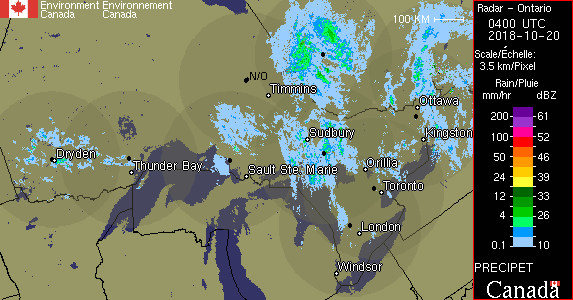 Environment Environnement
Canada Canada
100 KM
N/O
Timmins
Ottawa
Sudbury
Kingston
Dryden
Thunder Bay
Sault Ste. Marie
Orillia
Toronto
London
Windsor
Radar - Ontario
0400 UTC
2018-10-20
Scale/Échelle:
3.5 km/Pixel
Rain/Pluie
mm/hr dBZ
200 61
100 52
50 46
24 39
12 33
4 26
2 20
0.1 10
PRECIPET
Canada